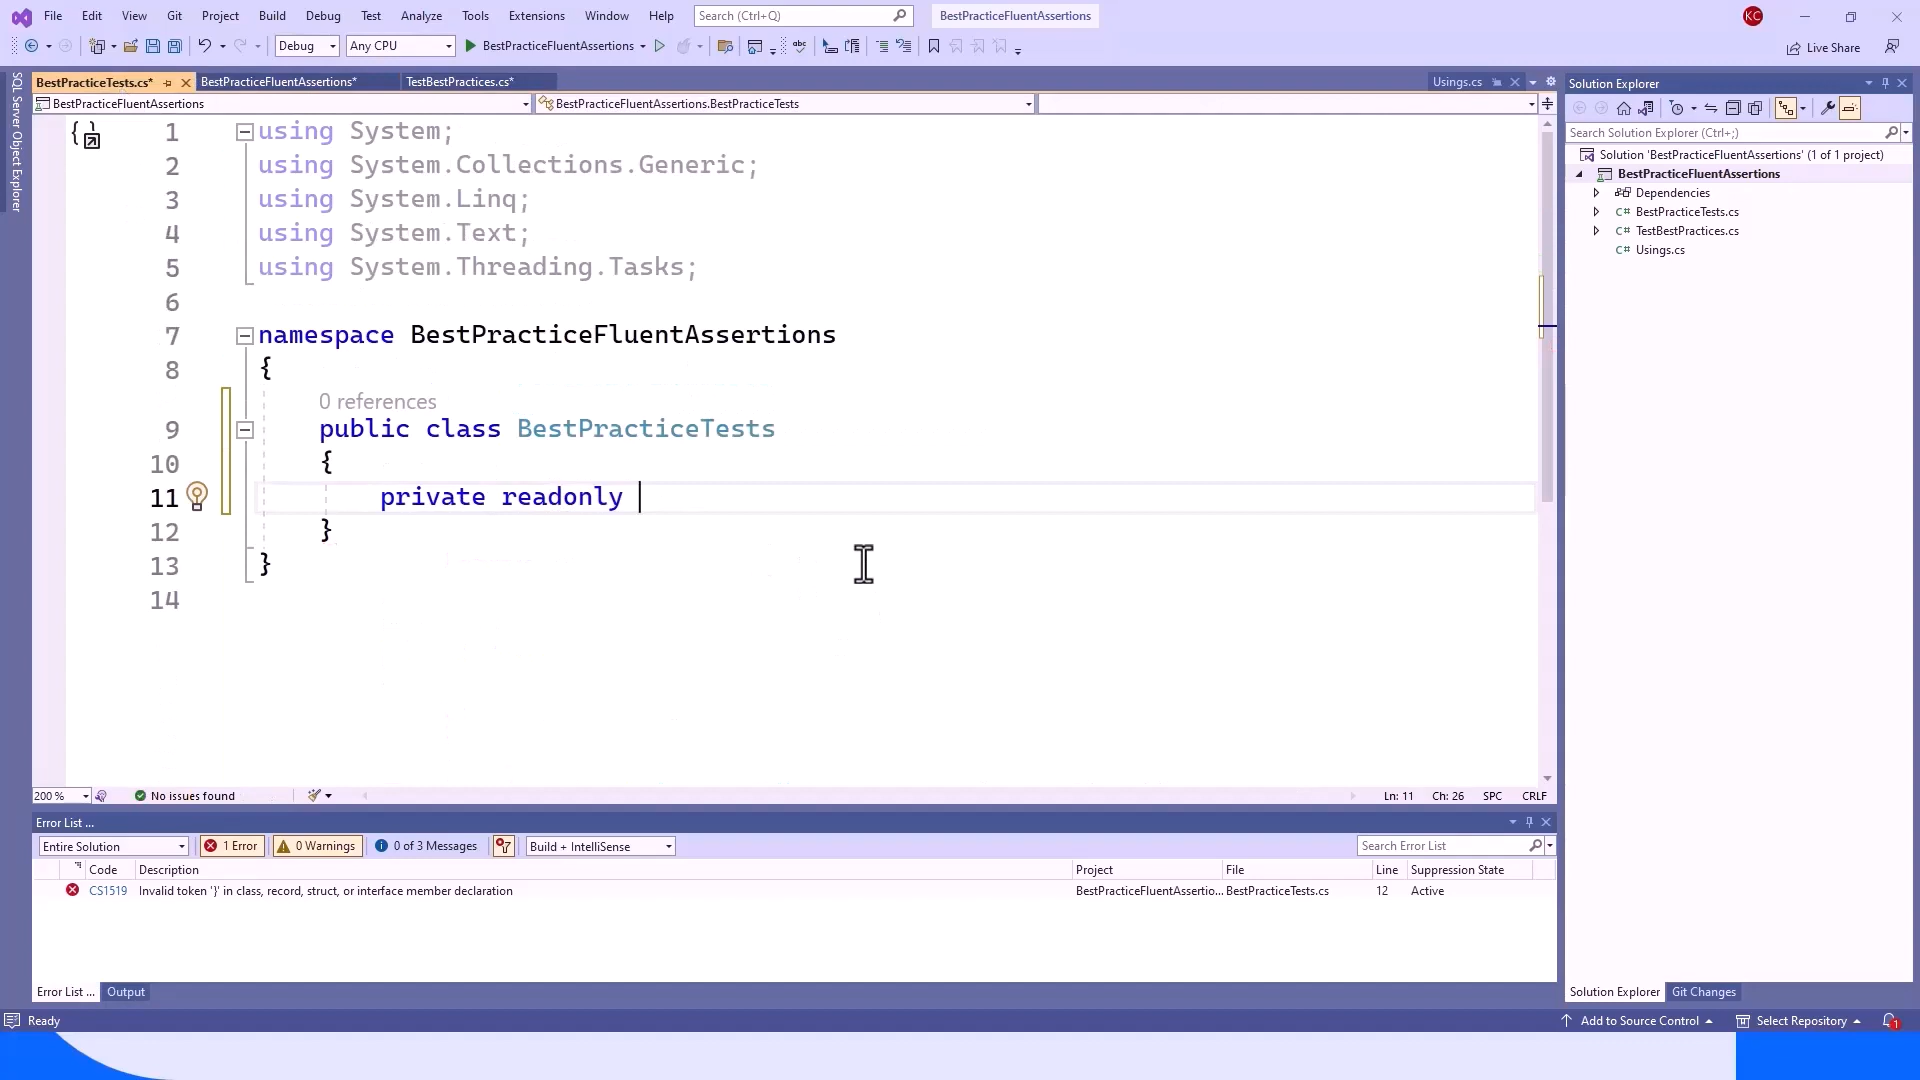 File Edit View Git Project Build Debug Test Analyze Tools Extensions Window Help Search (Ctrl+Q) BestPracticeFluentAssertions KC
Debug Any CPU BestPracticeFluentAssertions Live Share
SQL Server Object Explorer
BestPracticeTests.cs* BestPracticeFluentAssertions* TestBestPractices.cs* Usings.cs
BestPracticeFluentAssertions BestPracticeFluentAssertions.BestPracticeTests
1 using System;
2 using System.Collections.Generic;
3 using System.Linq;
4 using System.Text;
5 using System.Threading.Tasks;
6
7 namespace BestPracticeFluentAssertions
8 {
0 references
9 public class BestPracticeTests
10 {
11 private readonly
12 }
13 }
14
200 % No issues found Ln: 11 Ch: 26 SPC CRLF
Error List ...
Entire Solution 1 Error 0 Warnings 0 of 3 Messages Build + IntelliSense Search Error List
Code Description Project File Line Suppression State
CS1519 Invalid token '}' in class, record, struct, or interface member declaration BestPracticeFluentAssertio... BestPracticeTests.cs 12 Active
Error List ... Output
Solution Explorer
Search Solution Explorer (Ctrl+;)
Solution 'BestPracticeFluentAssertions' (1 of 1 project)
BestPracticeFluentAssertions
Dependencies
C# BestPracticeTests.cs
C# TestBestPractices.cs
C# Usings.cs
Solution Explorer Git Changes
Ready Add to Source Control Select Repository 1